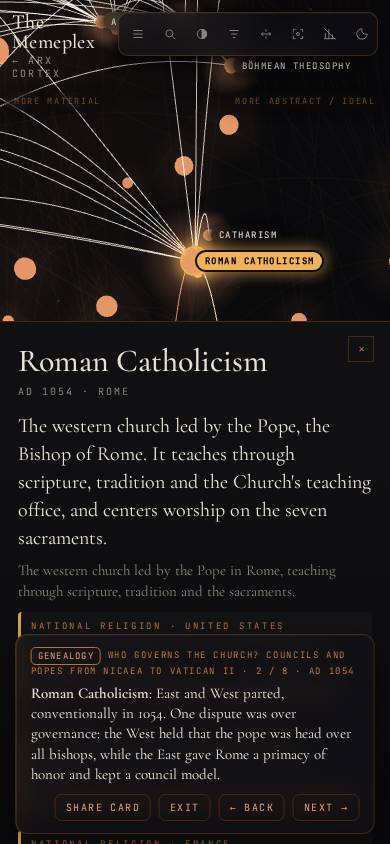 The
Memeplex
← ARX
CORTEX
A
BÖHMEAN THEOSOPHY
MORE MATERIAL
MORE ABSTRACT / IDEAL
CATHARISM
ROMAN CATHOLICISM
Roman Catholicism
×
AD 1054 · ROME
The western church led by the Pope, the
Bishop of Rome. It teaches through
scripture, tradition and the Church's teaching
office, and centers worship on the seven
sacraments.
The western church led by the Pope in Rome, teaching
through scripture, tradition and the sacraments.
NATIONAL RELIGION · UNITED STATES
GENEALOGY WHO GOVERNS THE CHURCH? COUNCILS AND
POPES FROM NICAEA TO VATICAN II · 2 / 8 · AD 1054
Roman Catholicism: East and West parted,
conventionally in 1054. One dispute was over
governance: the West held that the pope was head over
all bishops, while the East gave Rome a primacy of
honor and kept a council model.
SHARE CARD
EXIT
← BACK
NEXT →
NATIONAL RELIGION · FRANCE